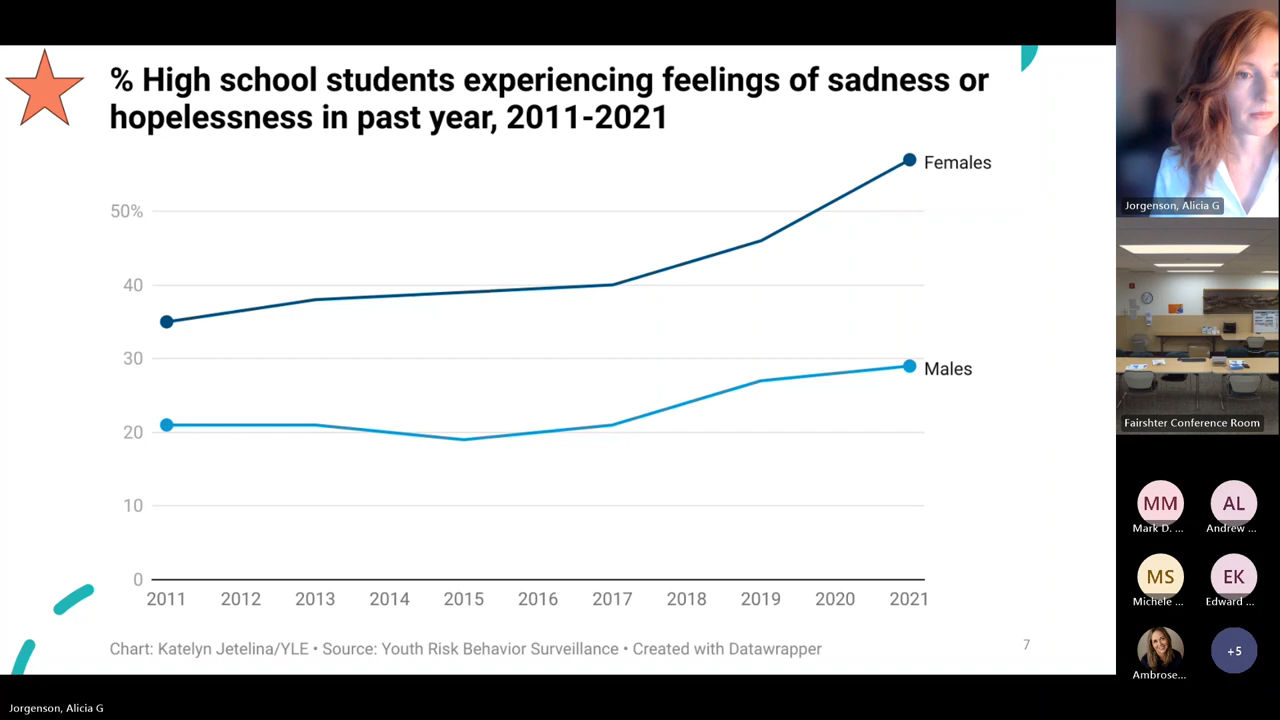 % High school students experiencing feelings of sadness or
hopelessness in past year, 2011-2021
Females
50%
40
30
Males
20
10
0
2011 2012 2013 2014 2015 2016 2017 2018 2019 2020 2021
Chart: Katelyn Jetelina/YLE • Source: Youth Risk Behavior Surveillance • Created with Datawrapper
7
Jorgenson, Alicia G
Fairshter Conference Room
MM
Mark D. ...
AL
Andrew ...
MS
Michele ...
EK
Edward ...
Ambrose...
+5
Jorgenson, Alicia G